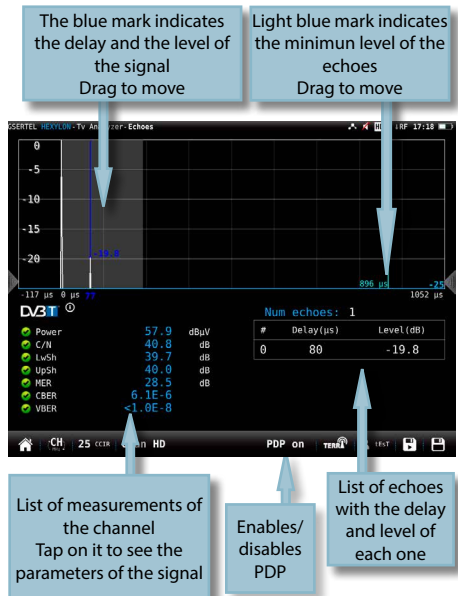 The blue mark indicates
the delay and the level of
the signal
Drag to move
Light blue mark indicates
the minimun level of the
echoes
Drag to move
GSERTEL HEXYLON-Tv An yzer-Echoes
RF 17:18
0
-5
-10
-15
-20
-19.8
896 µs
-25
-117 µs 0 µs 77
1052 µs
DVB T
Power 57.9 dBµV
C/N 40.8 dB
LwSh 39.7 dB
UpSh 40.0 dB
MER 28.5 dB
CBER 6.1E-6
VBER <1.0E-8
Num echoes: 1
# Delay(µs) Level(dB)
0 80 -19.8
CH 25 CCIR HD
PDP on TERRA tEsT
List of measurements of
the channel
Tap on it to see the
parameters of the signal
Enables/
disables
PDP
List of echoes
with the delay
and level of
each one